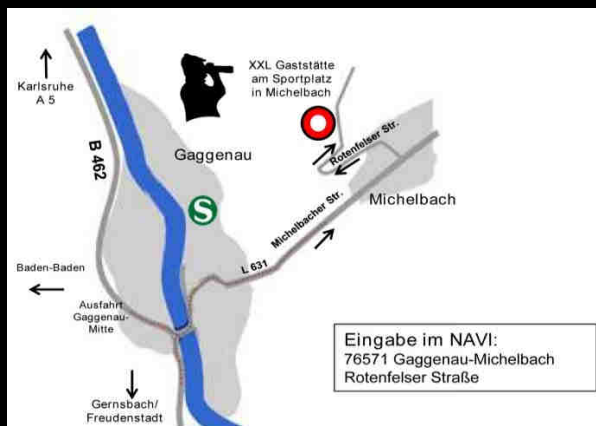 Karlsruhe
A 5
B 462
XXL Gaststätte
am Sportplatz
in Michelbach
Gaggenau
Rotenfelser Str.
Michelbach
S
Michelbacher Str.
L 631
Baden-Baden
Ausfahrt
Gaggenau-
Mitte
Gernsbach/
Freudenstadt
Eingabe im NAVI:
76571 Gaggenau-Michelbach
Rotenfelser Straße